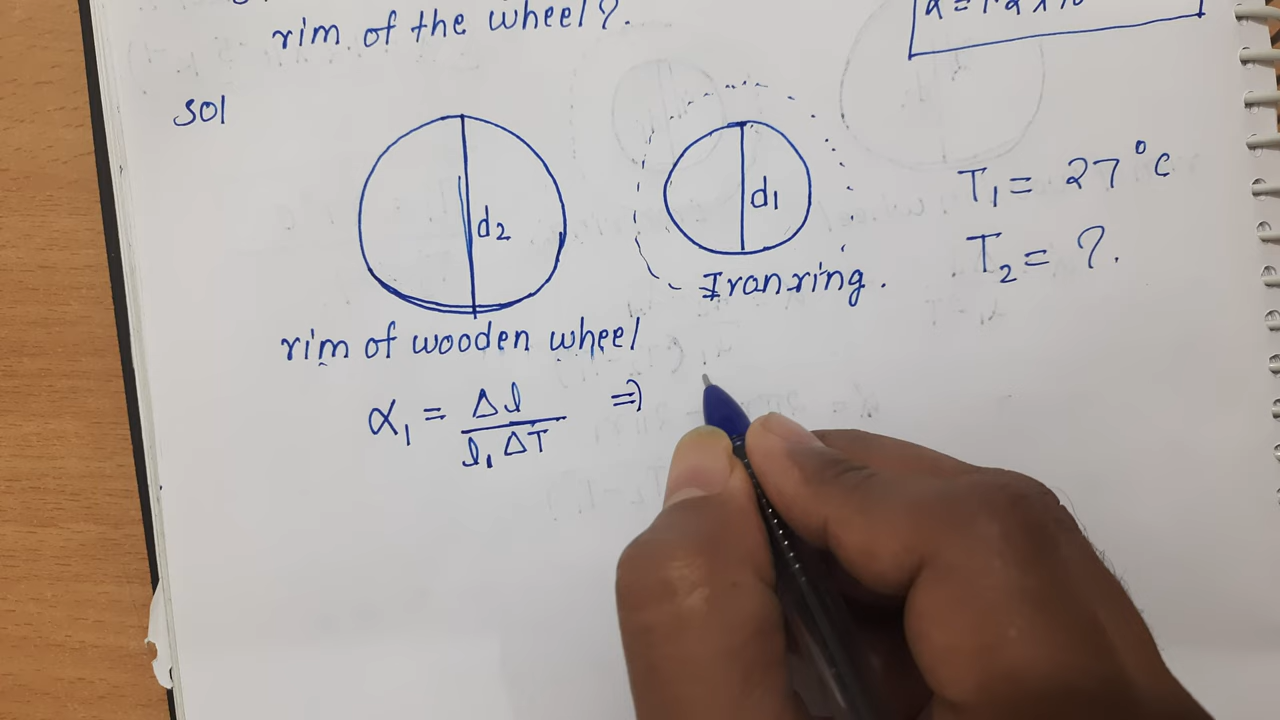 rim of the wheel?.
Sol
d2
d1
T1 = 27°C
T2 = ?.
Iron ring.
rim of wooden wheel
α1 = Δl / l1 ΔT ⇒